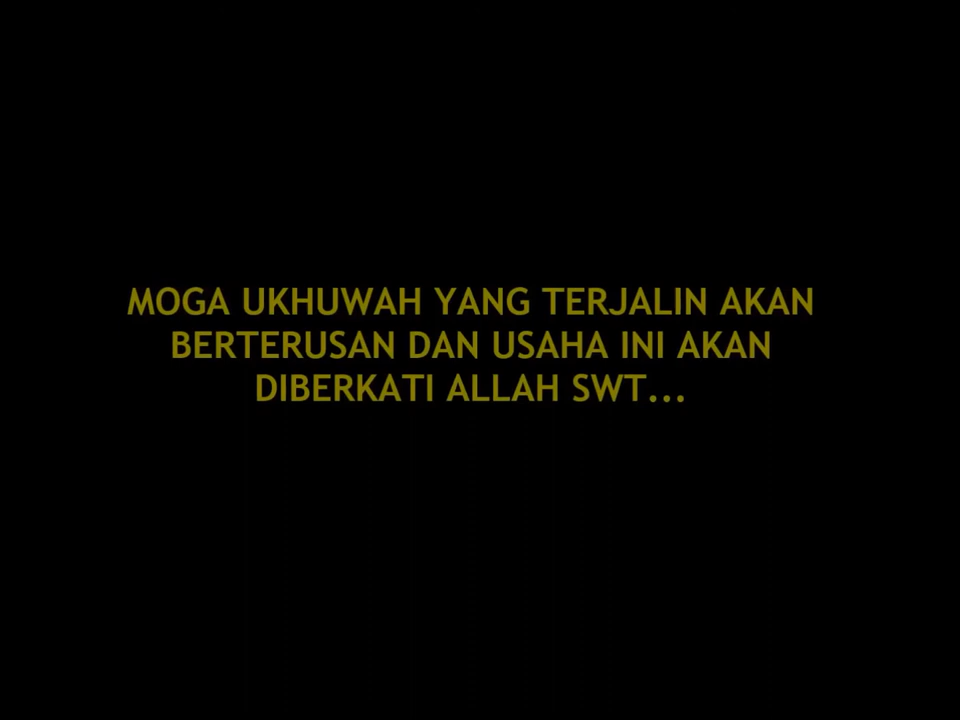 MOGA UKHUWAH YANG TERJALIN AKAN
BERTERUSAN DAN USAHA INI AKAN
DIBERKATI ALLAH SWT...